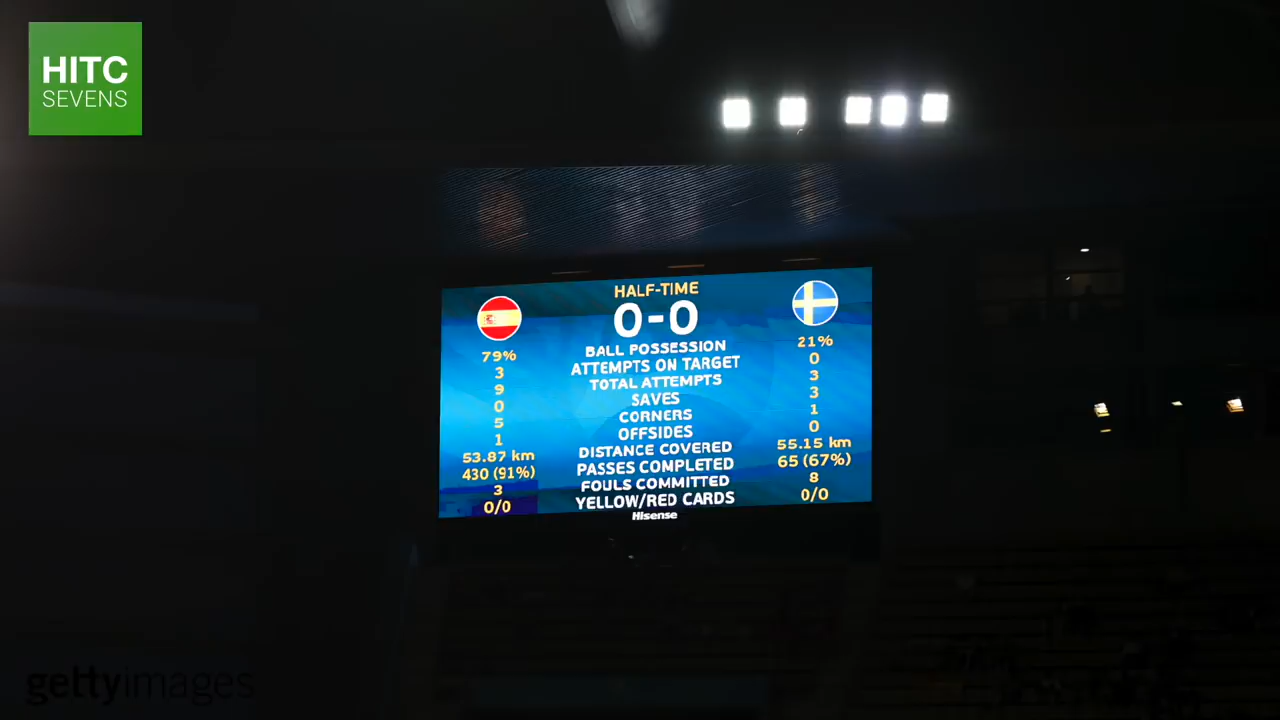 HITC
SEVENS
HALF-TIME
0-0
79% BALL POSSESSION 21%
3 ATTEMPTS ON TARGET 0
9 TOTAL ATTEMPTS 3
0 SAVES 3
5 CORNERS 1
1 OFFSIDES 0
53.87 km DISTANCE COVERED 55.15 km
430 (91%) PASSES COMPLETED 65 (67%)
3 FOULS COMMITTED 8
0/0 YELLOW/RED CARDS 0/0
Hisense
gettyimages